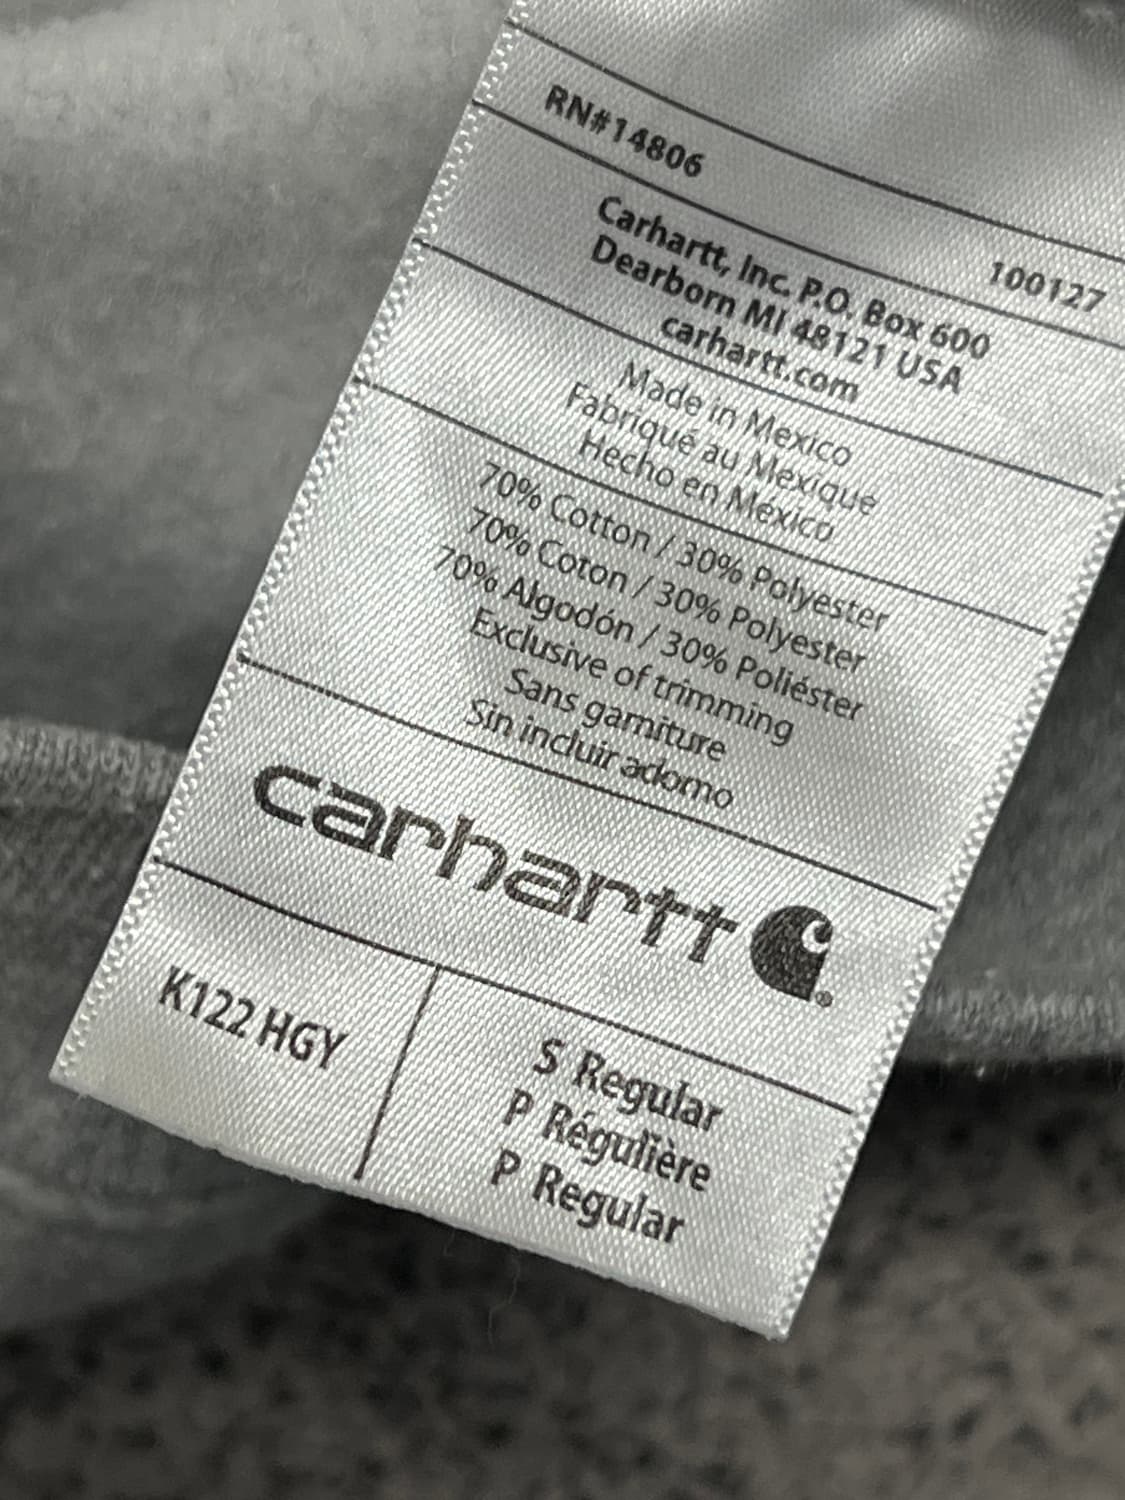 RN#14806
100127
Carhartt, Inc. P.O. Box 600
Dearborn MI 48121 USA
carhartt.com
Made in Mexico
Fabriqué au Mexique
Hecho en México
70% Cotton / 30% Polyester
70% Coton / 30% Polyester
70% Algodón / 30% Poliéster
Exclusive of trimming
Sans garniture
Sin incluir adorno
carhartt
K122 HGY
S Regular
P Régulière
P Regular